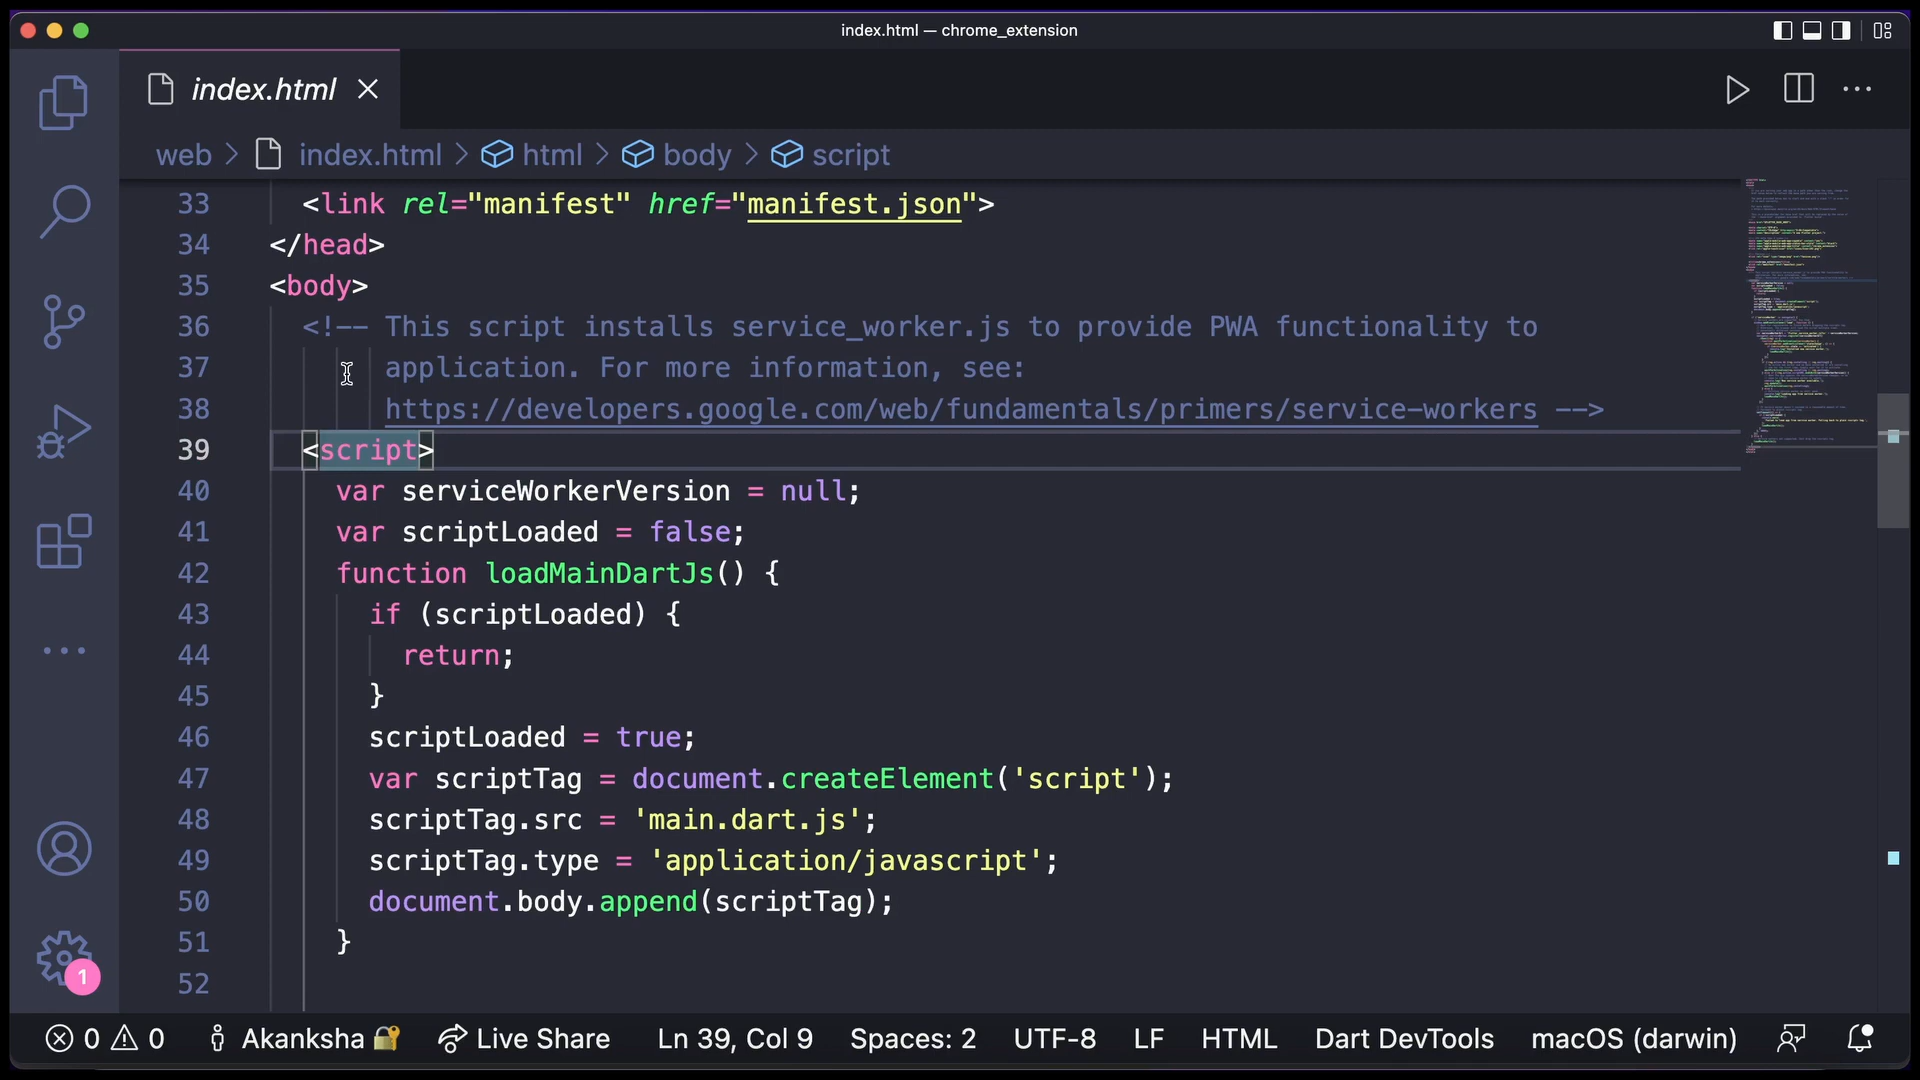 index.html — chrome_extension
index.html
web > index.html > html > body > script
33 <link rel="manifest" href="manifest.json">
34 </head>
35 <body>
36 <!-- This script installs service_worker.js to provide PWA functionality to
37 application. For more information, see:
38 https://developers.google.com/web/fundamentals/primers/service-workers -->
39 <script>
40 var serviceWorkerVersion = null;
41 var scriptLoaded = false;
42 function loadMainDartJs() {
43 if (scriptLoaded) {
44 return;
45 }
46 scriptLoaded = true;
47 var scriptTag = document.createElement('script');
48 scriptTag.src = 'main.dart.js';
49 scriptTag.type = 'application/javascript';
50 document.body.append(scriptTag);
51 }
52
1
0 0 Akanksha Live Share Ln 39, Col 9 Spaces: 2 UTF-8 LF HTML Dart DevTools macOS (darwin)